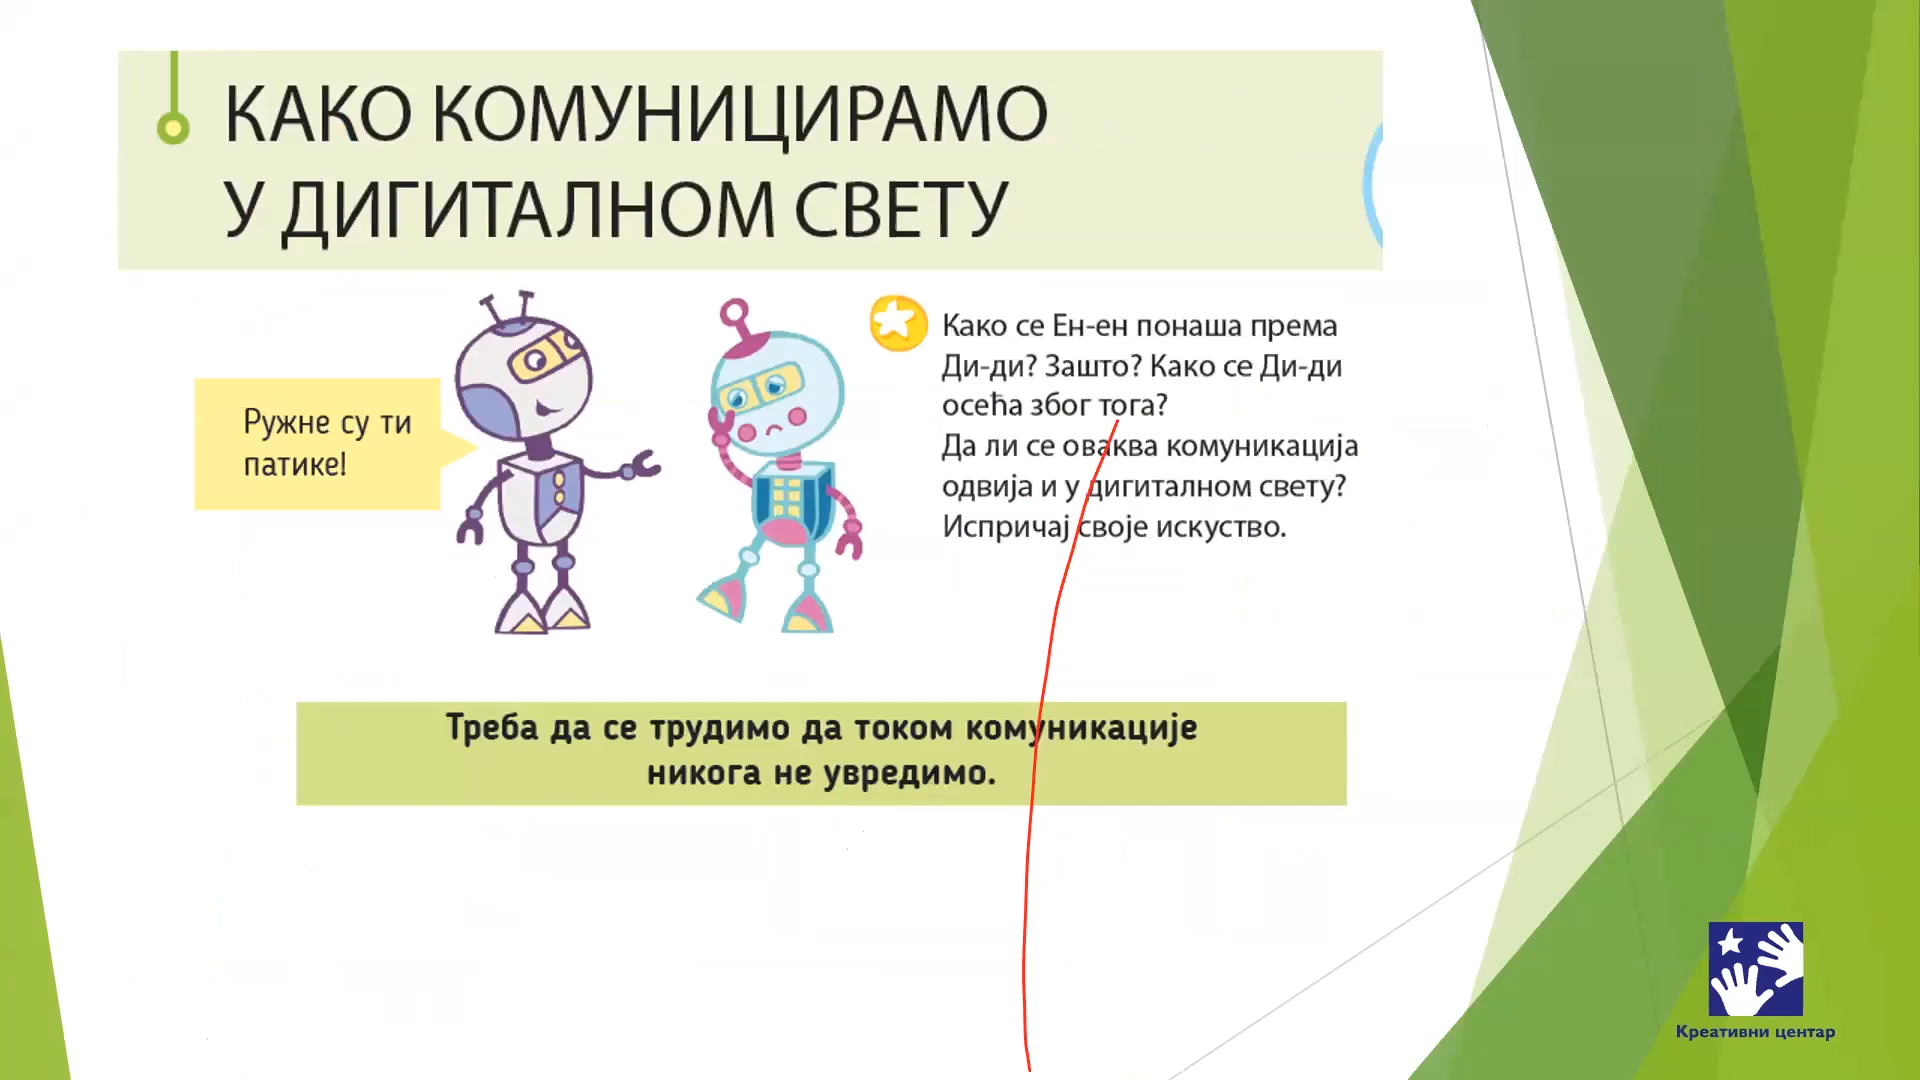 КАКО КОМУНИЦИРАМО
У ДИГИТАЛНОМ СВЕТУ
Ружне су ти
патике!
Како се Ен-ен понаша према
Ди-ди? Зашто? Како се Ди-ди
осећа због тога?
Да ли се оваква комуникација
одвија и у дигиталном свету?
Испричај своје искуство.
Треба да се трудимо да током комуникације
никога не увредимо.
Креативни центар